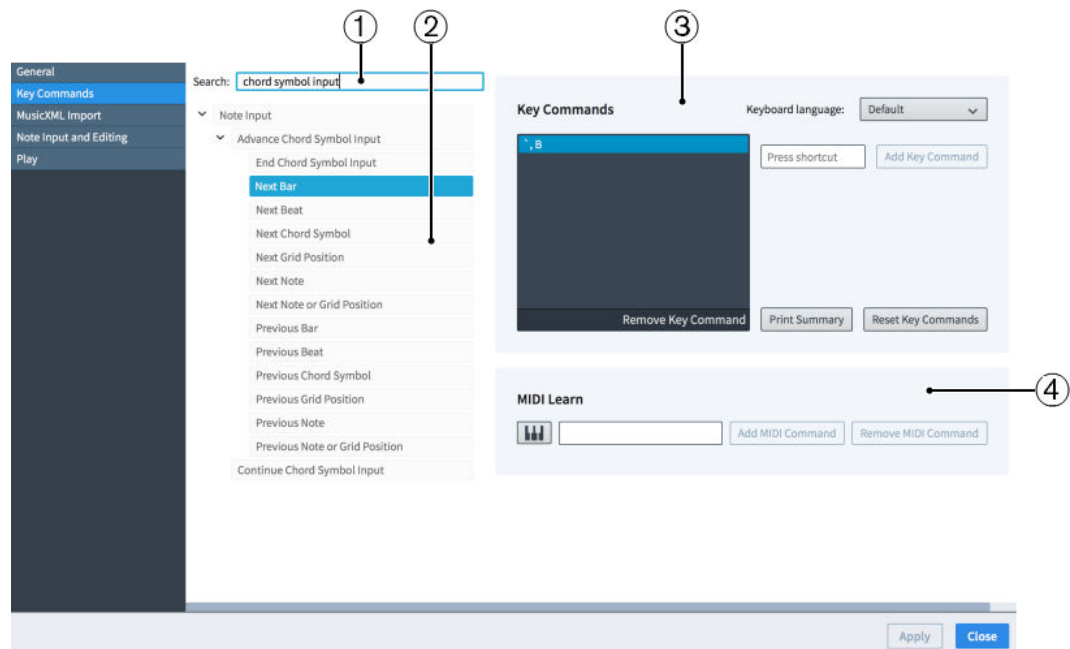 ① ② ③
General
Key Commands
MusicXML Import
Note Input and Editing
Play
Search: chord symbol input
Note Input
Advance Chord Symbol Input
End Chord Symbol Input
Next Bar
Next Beat
Next Chord Symbol
Next Grid Position
Next Note
Next Note or Grid Position
Previous Bar
Previous Beat
Previous Chord Symbol
Previous Grid Position
Previous Note
Previous Note or Grid Position
Continue Chord Symbol Input
Key Commands Keyboard language: Default
`,B
Press shortcut Add Key Command
Remove Key Command Print Summary Reset Key Commands
④
MIDI Learn
Add MIDI Command Remove MIDI Command
Apply Close